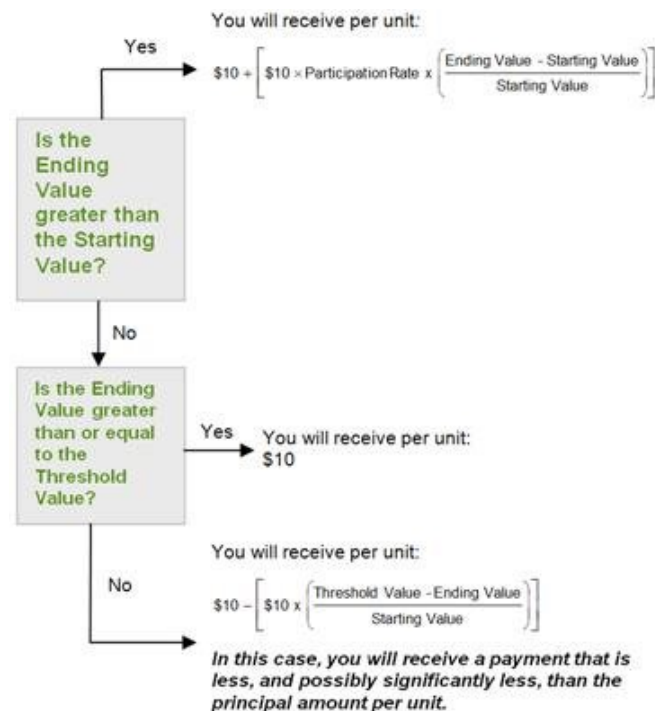 You will receive per unit:
Yes
$10 + [$10 × Participation Rate x (Ending Value - Starting Value / Starting Value)]
Is the
Ending
Value
greater than
the Starting
Value?
No
Is the Ending
Value greater
than or equal
to the
Threshold
Value?
Yes
You will receive per unit:
$10
No
You will receive per unit:
$10 – [$10 x (Threshold Value - Ending Value / Starting Value)]
In this case, you will receive a payment that is
less, and possibly significantly less, than the
principal amount per unit.